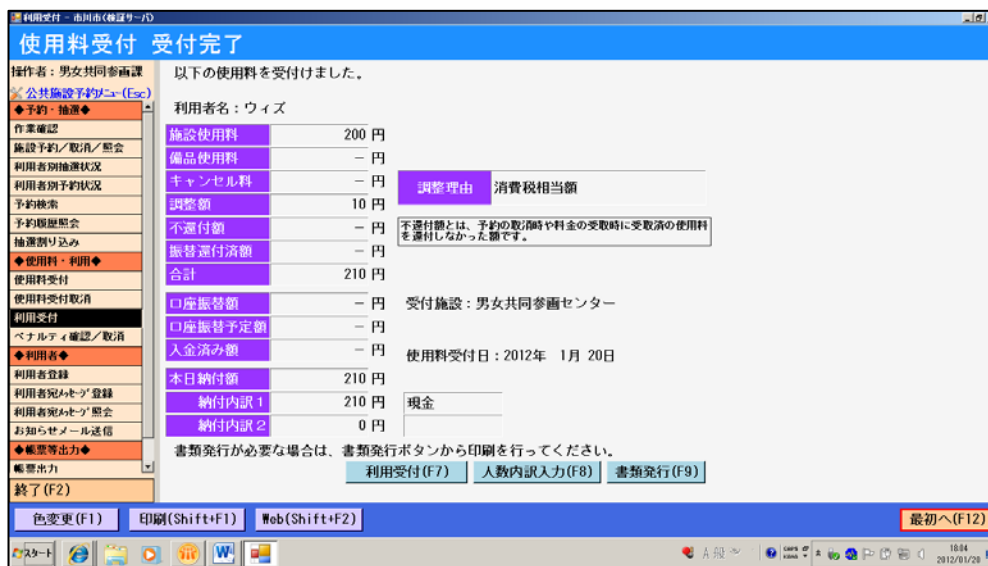 利用受付 - 市川市(検証サーバ)
使用料受付 受付完了
操作者：男女共同参画課
公共施設予約ﾒﾆｭｰ(Esc)
◆予約・抽選◆
作業確認
施設予約／取消／照会
利用者別抽選状況
利用者別予約状況
予約検索
予約履歴照会
抽選割り込み
◆使用料・利用◆
使用料受付
使用料受付取消
利用受付
ペナルティ確認／取消
◆利用者◆
利用者登録
利用者宛ﾒｯｾｰｼﾞ登録
利用者宛ﾒｯｾｰｼﾞ照会
お知らせメール送信
◆帳票等出力◆
帳票出力
終了(F2)
以下の使用料を受付けました。
利用者名：ウィズ
施設使用料 200 円
備品使用料 － 円
キャンセル料 － 円
調整額 10 円
不還付額 － 円
振替還付済額 － 円
合計 210 円
調整理由 消費税相当額
不還付額とは、予約の取消時や料金の受取時に受取済の使用料
を還付しなかった額です。
口座振替額 － 円
口座振替予定額 － 円
入金済み額 － 円
受付施設：男女共同参画センター
使用料受付日：2012年 1月 20日
本日納付額 210 円
納付内訳１ 210 円 現金
納付内訳２ 0 円
書類発行が必要な場合は、書類発行ボタンから印刷を行ってください。
利用受付(F7) 人数内訳入力(F8) 書類発行(F9)
色変更(F1) 印刷(Shift+F1) Web(Shift+F2) 最初へ(F12)
スタート
A 般
CAPS
KANA
18:04
2012/01/20